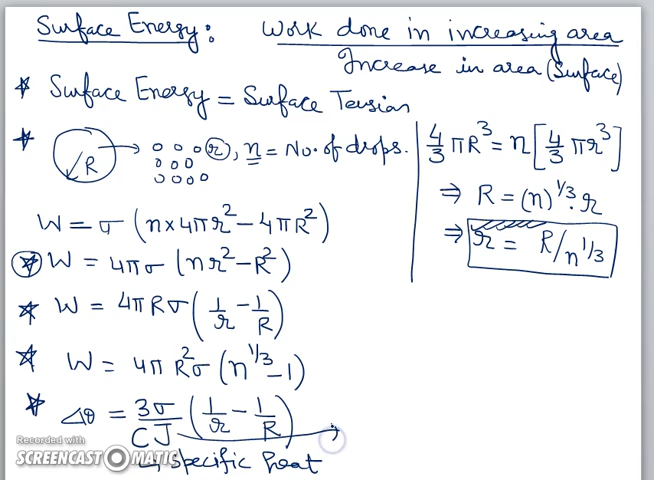 Surface Energy: Work done in increasing area
Increase in area (Surface)
* Surface Energy = Surface Tension
* R → r, n = No. of drops.
W = σ (n×4πr² − 4πR²)
* W = 4πσ (nr² − R²)
* W = 4πRσ (1/r − 1/R)
* W = 4πR²σ (n^1/3 − 1)
* Δθ = 3σ/CJ (1/r − 1/R)
↳ specific heat
4/3 πR³ = n[4/3 πr³]
⇒ R = (n)^1/3 . r
⇒ r = R/n^1/3
Recorded with
SCREENCAST O MATIC